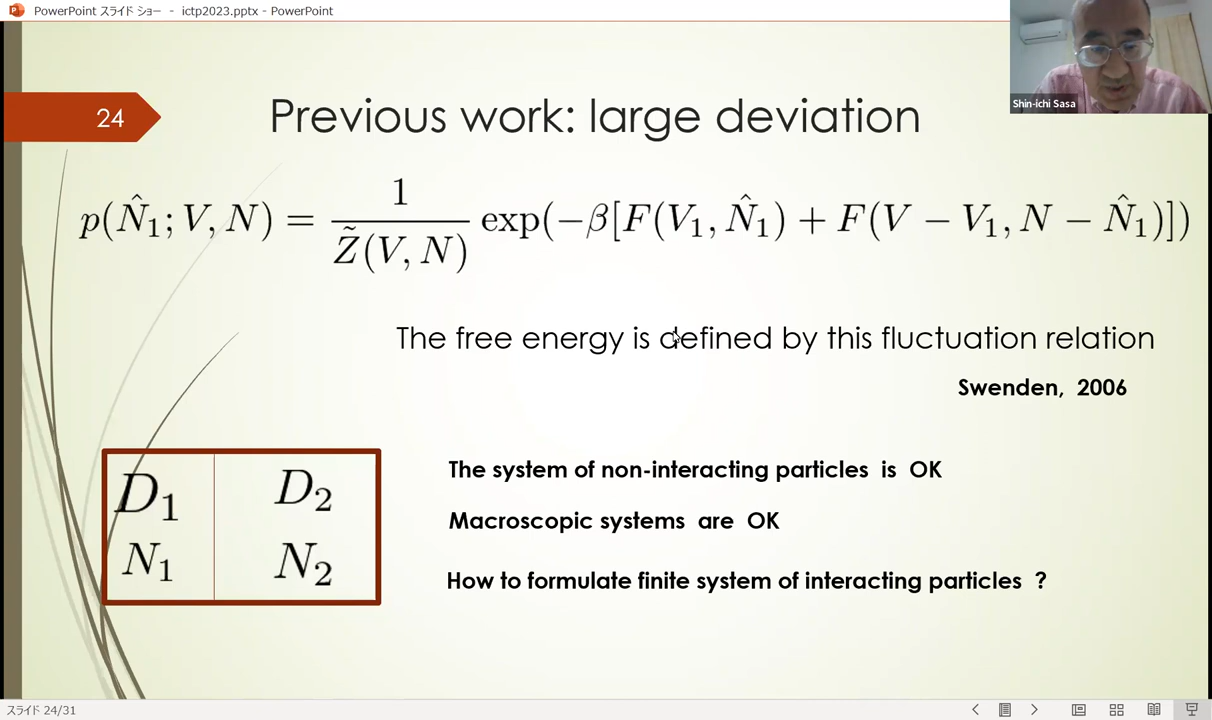 PowerPoint スライド ショー - ictp2023.pptx - PowerPoint
Shin-ichi Sasa
24
Previous work: large deviation
p(N̂₁; V, N) = 1 / Z̃(V, N) exp(−β[F(V₁, N̂₁) + F(V − V₁, N − N̂₁)])
The free energy is defined by this fluctuation relation
Swenden, 2006
D₁ D₂
N₁ N₂
The system of non-interacting particles is OK
Macroscopic systems are OK
How to formulate finite system of interacting particles ?
スライド 24/31